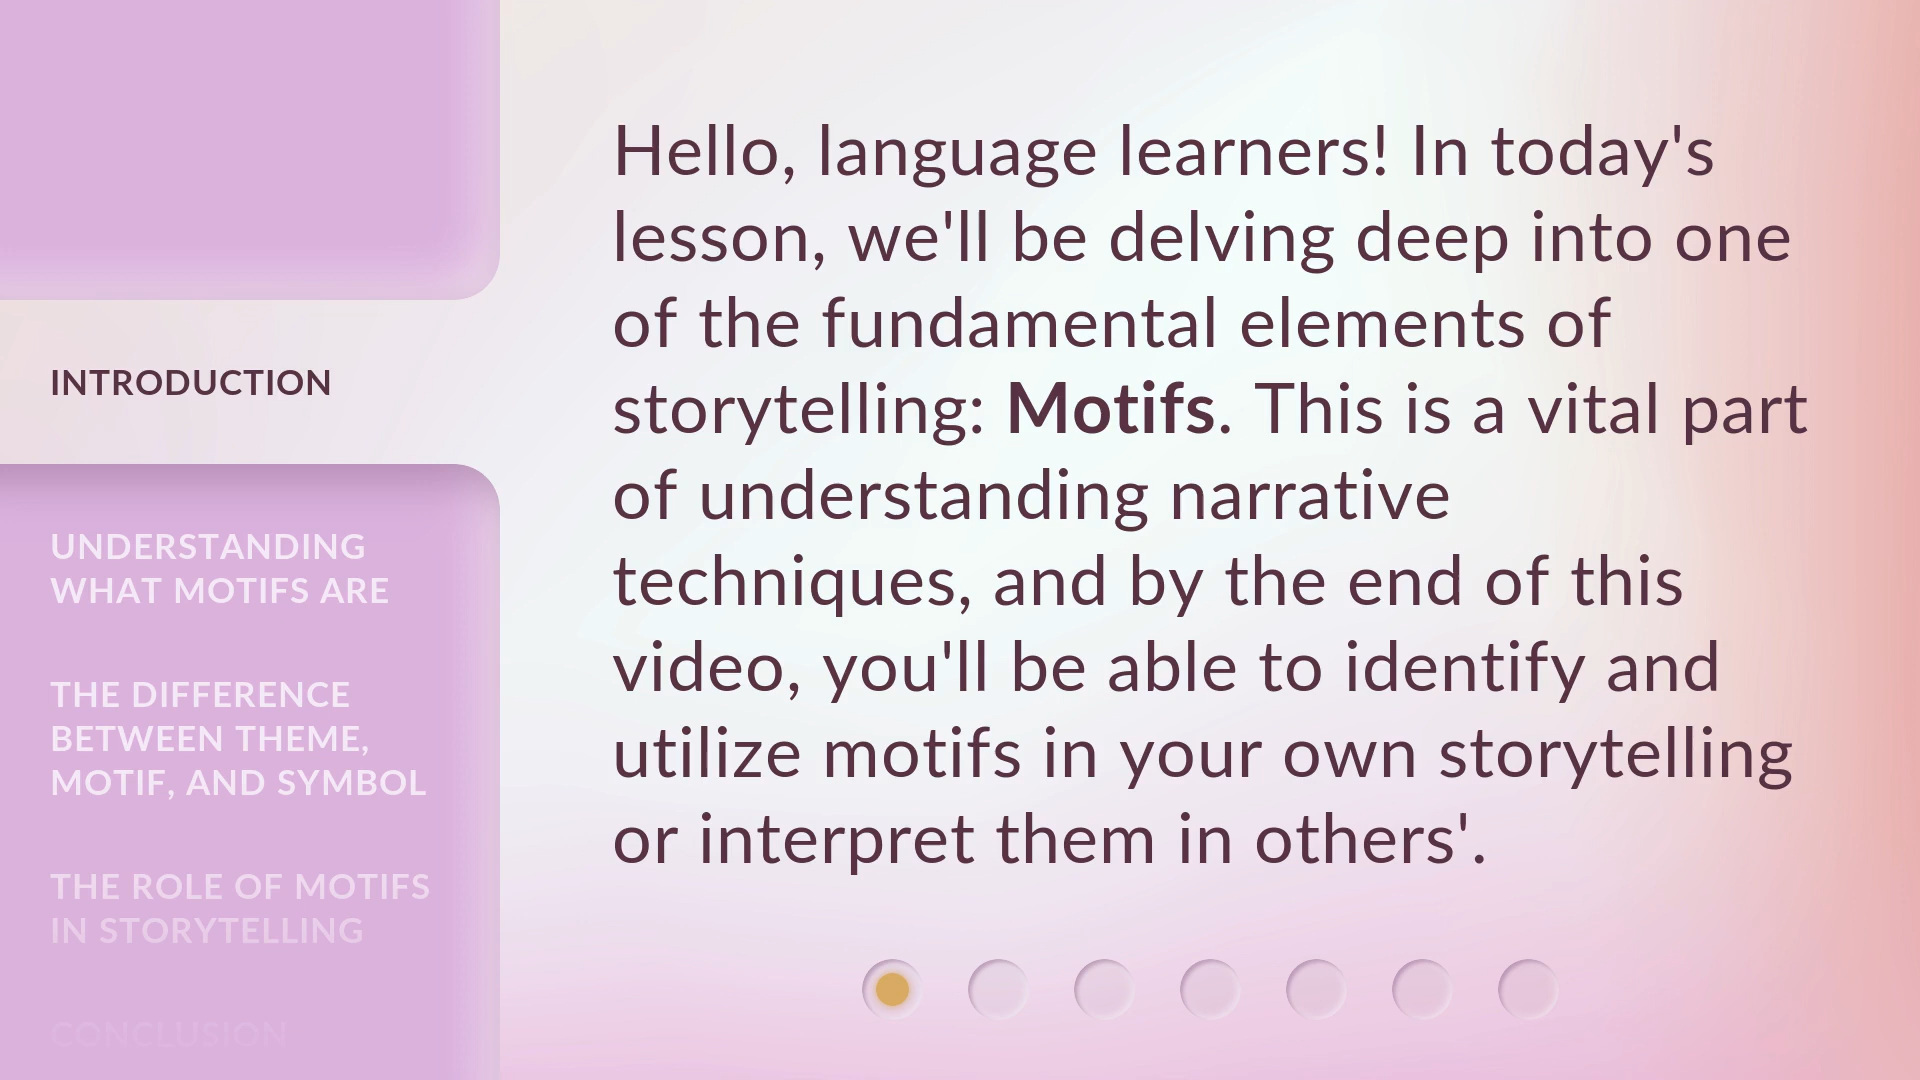 INTRODUCTION
UNDERSTANDING
WHAT MOTIFS ARE
THE DIFFERENCE
BETWEEN THEME,
MOTIF, AND SYMBOL
THE ROLE OF MOTIFS
IN STORYTELLING
CONCLUSION
Hello, language learners! In today's
lesson, we'll be delving deep into one
of the fundamental elements of
storytelling: Motifs. This is a vital part
of understanding narrative
techniques, and by the end of this
video, you'll be able to identify and
utilize motifs in your own storytelling
or interpret them in others'.